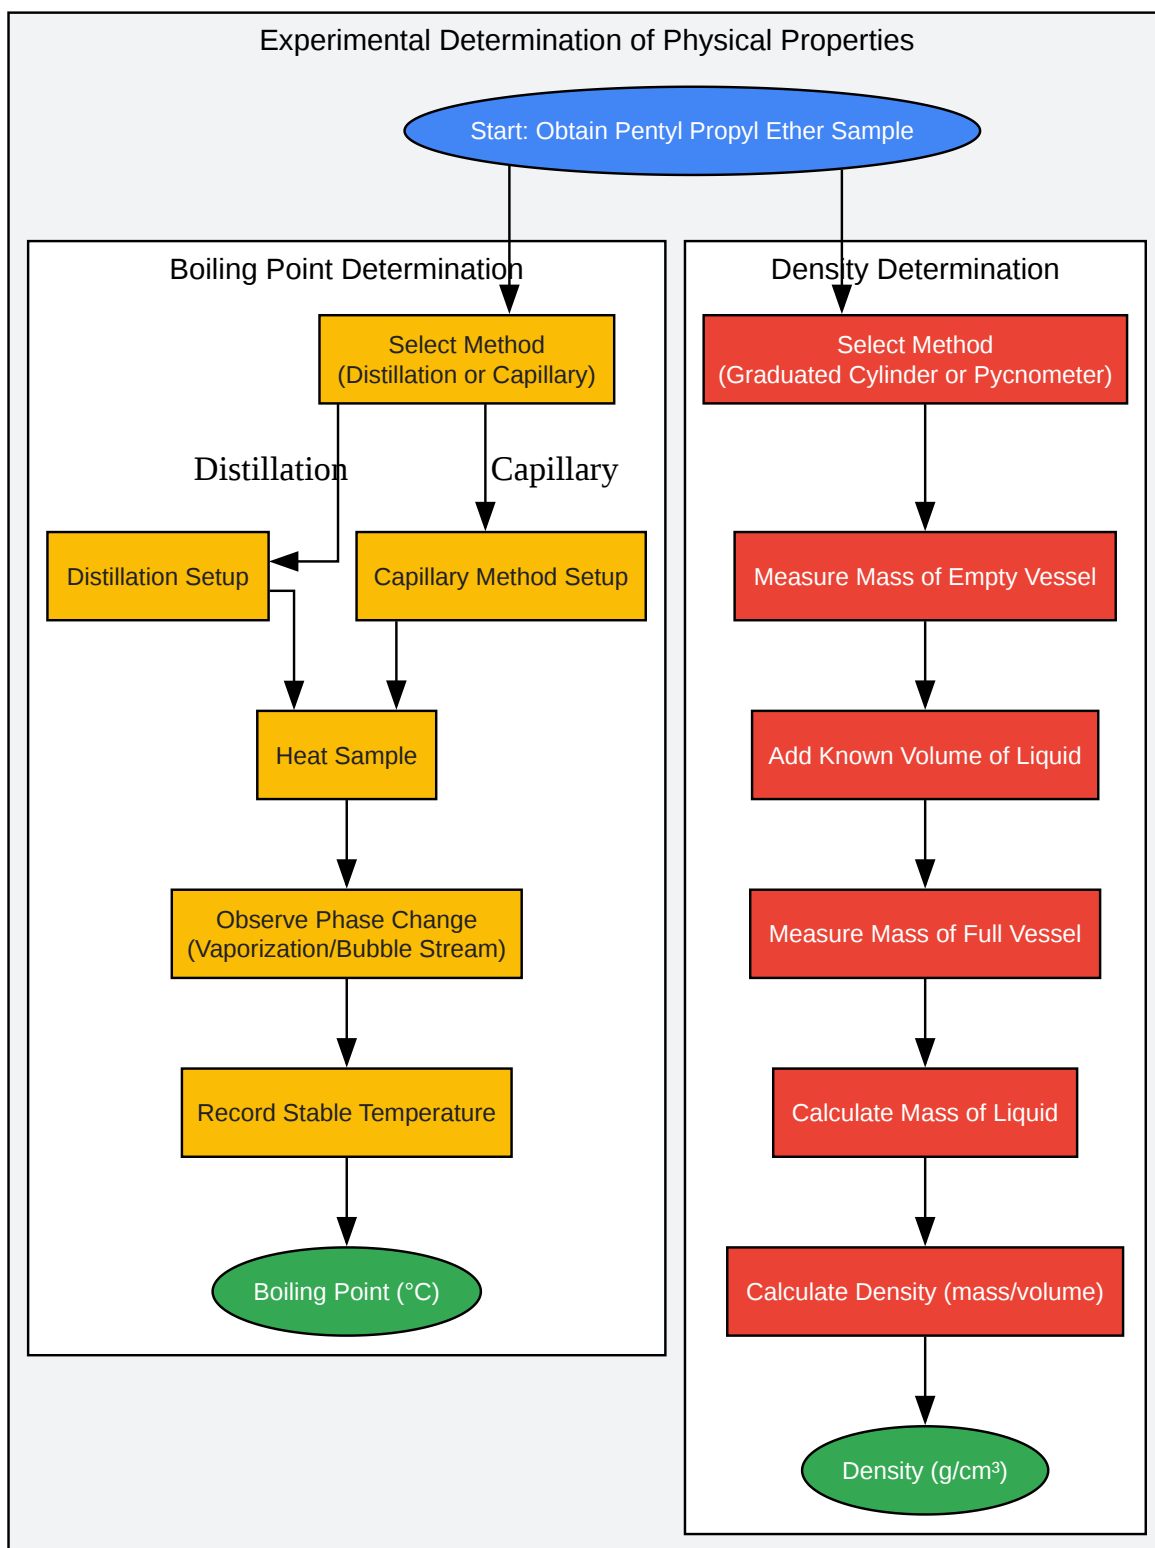 Experimental Determination of Physical Properties
Start: Obtain Pentyl Propyl Ether Sample
Boiling Point Determination
Select Method
(Distillation or Capillary)
Distillation
Capillary
Distillation Setup
Capillary Method Setup
Heat Sample
Observe Phase Change
(Vaporization/Bubble Stream)
Record Stable Temperature
Boiling Point (°C)
Density Determination
Select Method
(Graduated Cylinder or Pycnometer)
Measure Mass of Empty Vessel
Add Known Volume of Liquid
Measure Mass of Full Vessel
Calculate Mass of Liquid
Calculate Density (mass/volume)
Density (g/cm³)